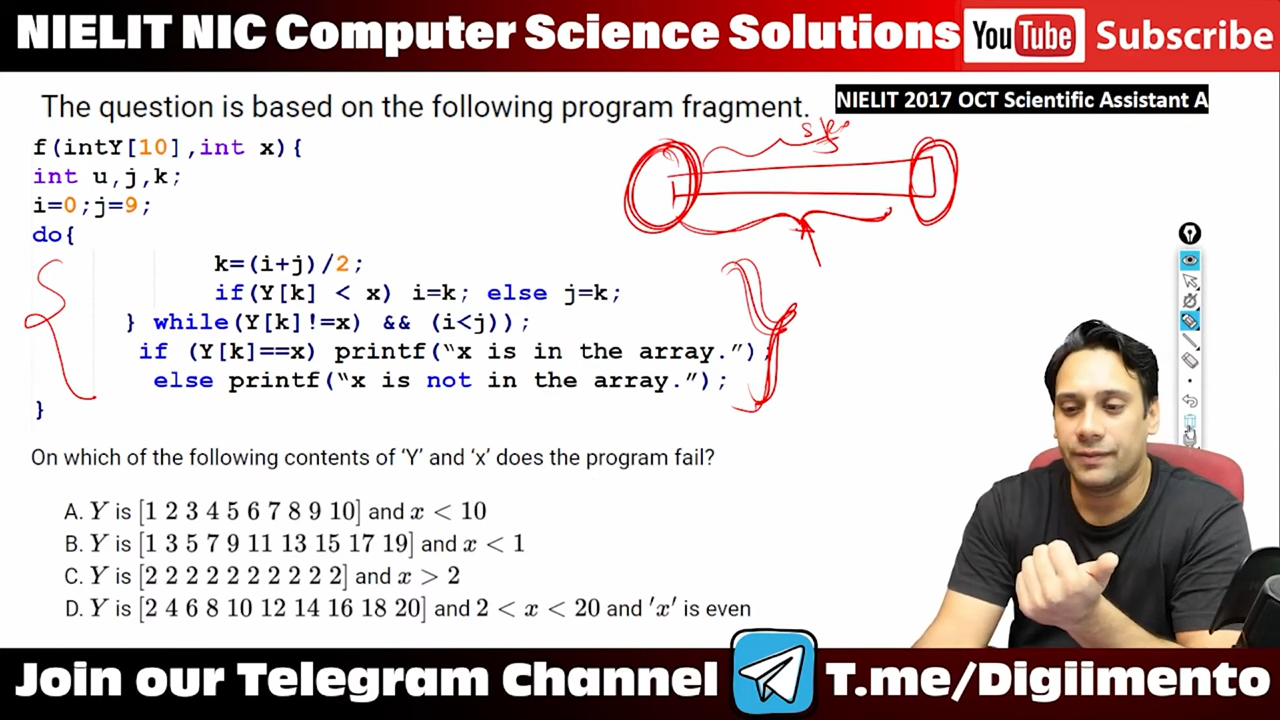 NIELIT NIC Computer Science Solutions YouTube Subscribe
The question is based on the following program fragment.
NIELIT 2017 OCT Scientific Assistant A
f(intY[10],int x){
int u,j,k;
i=0;j=9;
do{
k=(i+j)/2;
if(Y[k] < x) i=k; else j=k;
} while(Y[k]!=x) && (i<j));
if (Y[k]==x) printf(“x is in the array.”);
else printf(“x is not in the array.”);
}
On which of the following contents of ‘Y’ and ‘x’ does the program fail?
A. Y is [1 2 3 4 5 6 7 8 9 10] and x < 10
B. Y is [1 3 5 7 9 11 13 15 17 19] and x < 1
C. Y is [2 2 2 2 2 2 2 2 2 2] and x > 2
D. Y is [2 4 6 8 10 12 14 16 18 20] and 2 < x < 20 and 'x' is even
Join our Telegram Channel T.me/Digiimento